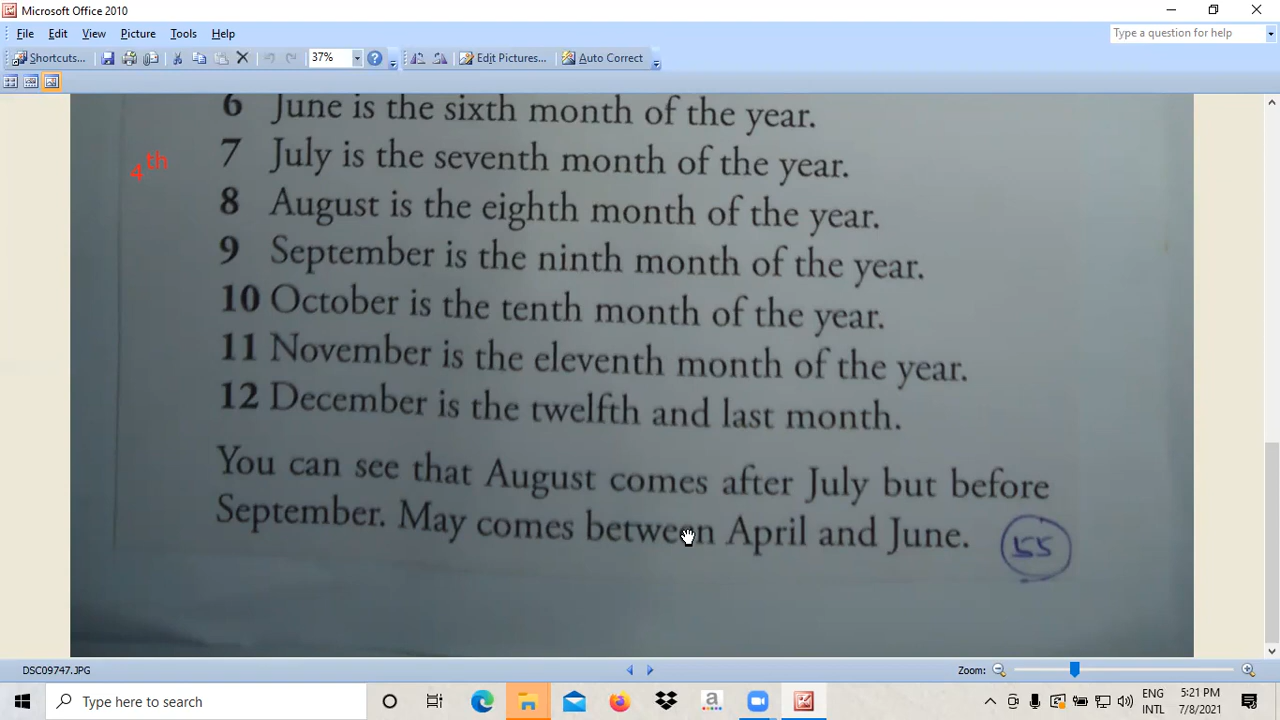 Microsoft Office 2010
File Edit View Picture Tools Help
Type a question for help
Shortcuts... 37% Edit Pictures... Auto Correct
6 June is the sixth month of the year.
4th
7 July is the seventh month of the year.
8 August is the eighth month of the year.
9 September is the ninth month of the year.
10 October is the tenth month of the year.
11 November is the eleventh month of the year.
12 December is the twelfth and last month.
You can see that August comes after July but before
September. May comes between April and June.
155
DSC09747.JPG Zoom:
Type here to search
ENG 5:21 PM
INTL 7/8/2021